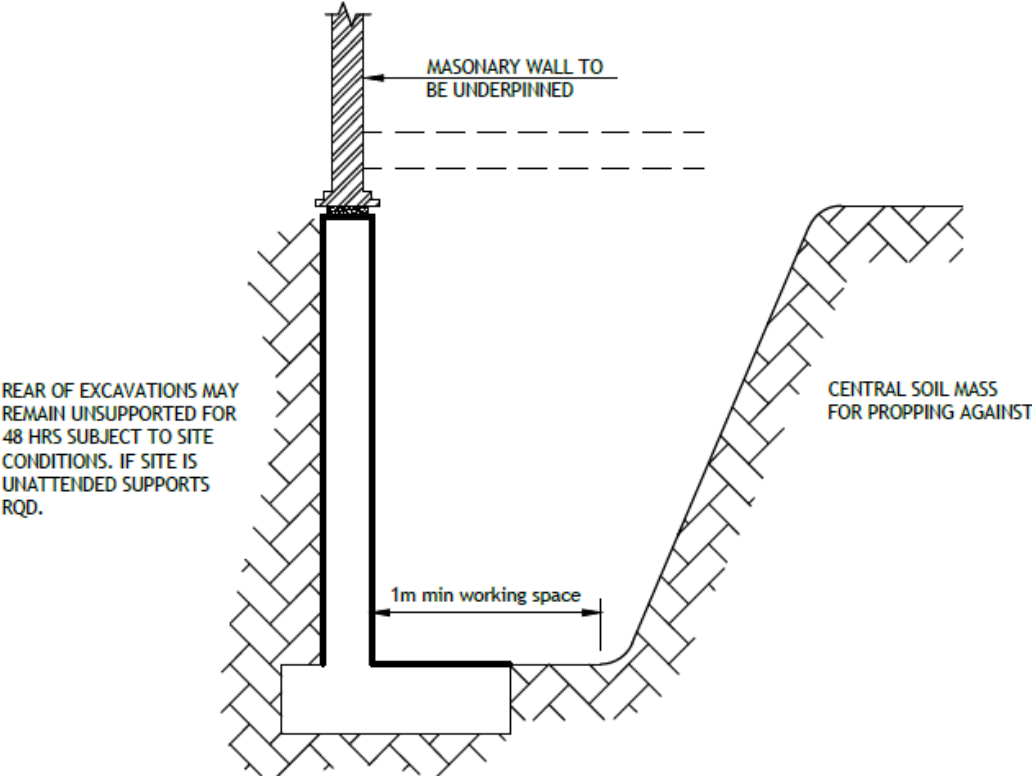 MASONARY WALL TO
BE UNDERPINNED
REAR OF EXCAVATIONS MAY
REMAIN UNSUPPORTED FOR
48 HRS SUBJECT TO SITE
CONDITIONS. IF SITE IS
UNATTENDED SUPPORTS
RQD.
CENTRAL SOIL MASS
FOR PROPPING AGAINST
1m min working space